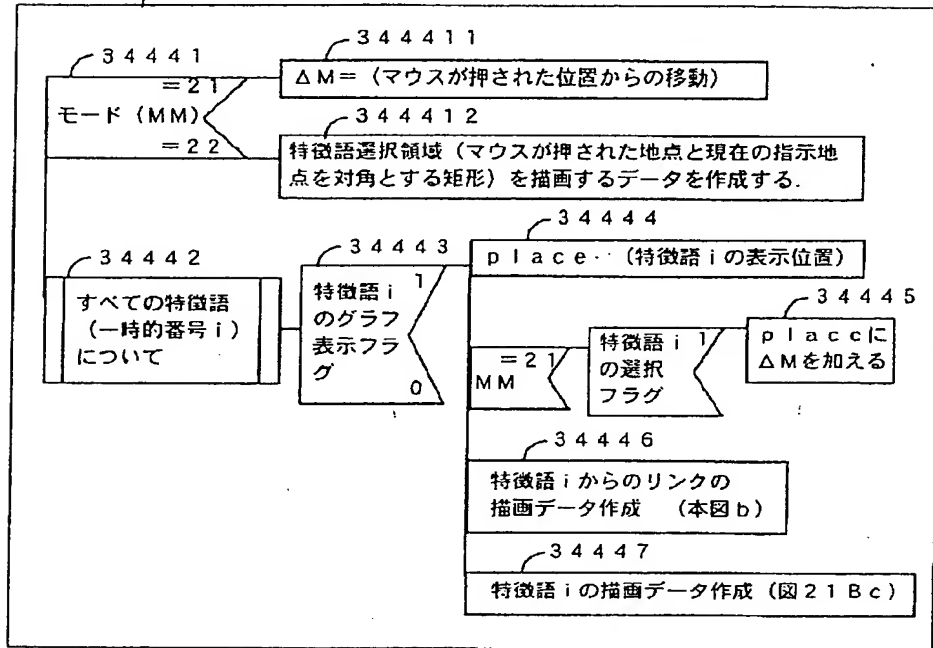 34441
344411
=21
ΔM=(マウスが押された位置からの移動)
モード(MM)
=22
344412
特徴語選択領域(マウスが押された地点と現在の指示地
点を対角とする矩形)を描画するデータを作成する.
34442
すべての特徴語
(一時的番号i)
について
34443
特徴語i 1
のグラフ
表示フラ
グ
0
34444
place‥(特徴語iの表示位置)
=21
MM
特徴語i 1
の選択
フラグ
34445
placcに
ΔMを加える
34446
特徴語iからのリンクの
描画データ作成 (本図b)
34447
特徴語iの描画データ作成(図21Bc)